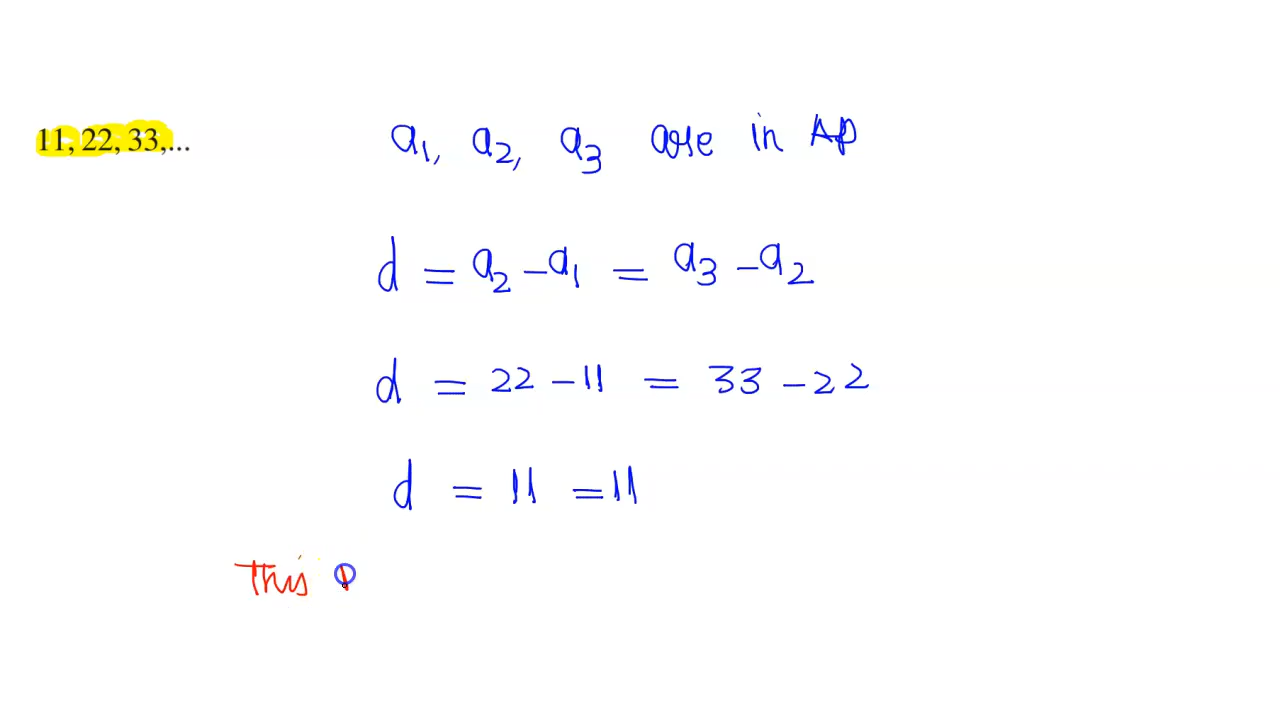 11, 22, 33,... a1, a2, a3 are in AP
d = a2 - a1 = a3 - a2
d = 22 - 11 = 33 - 22
d = 11 = 11
This